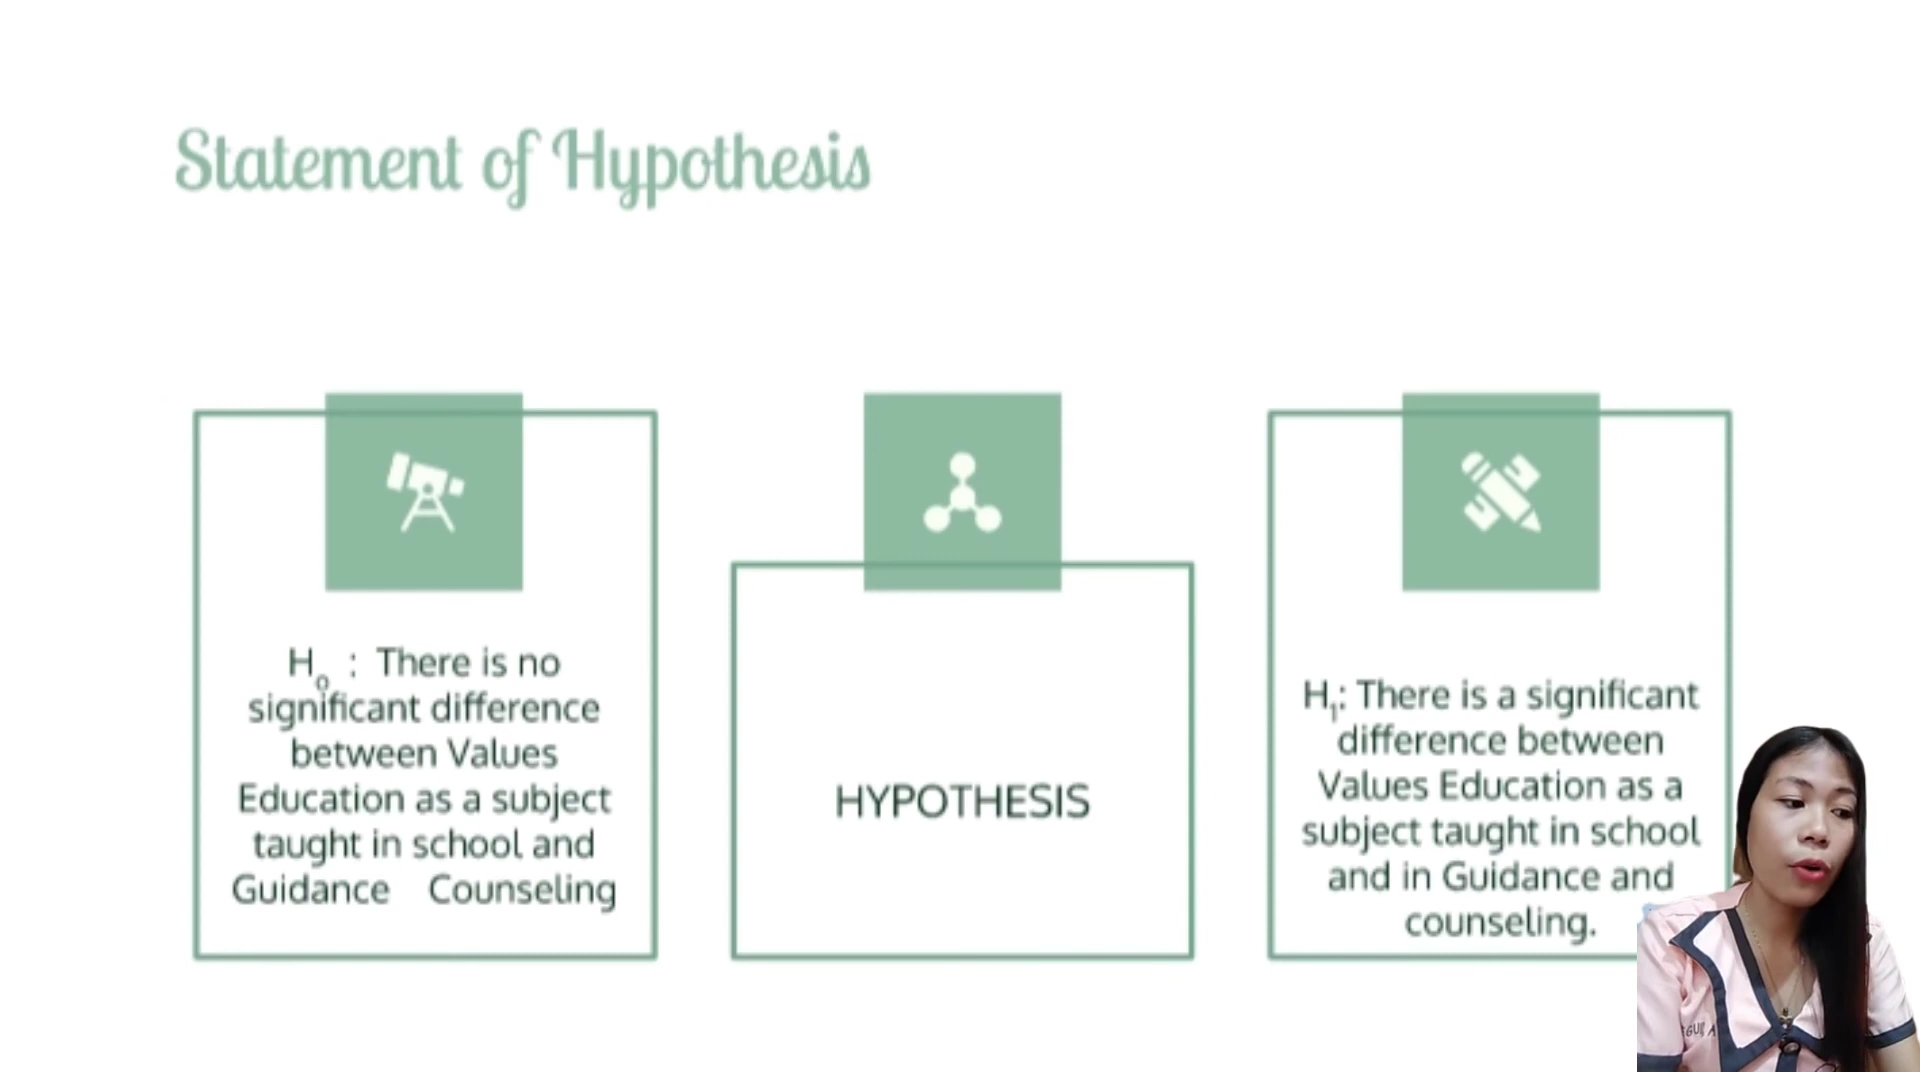 Statement of Hypothesis
H₀ : There is no
significant difference
between Values
Education as a subject
taught in school and
Guidance Counseling
HYPOTHESIS
H₁: There is a significant
difference between
Values Education as a
subject taught in school
and in Guidance and
counseling.